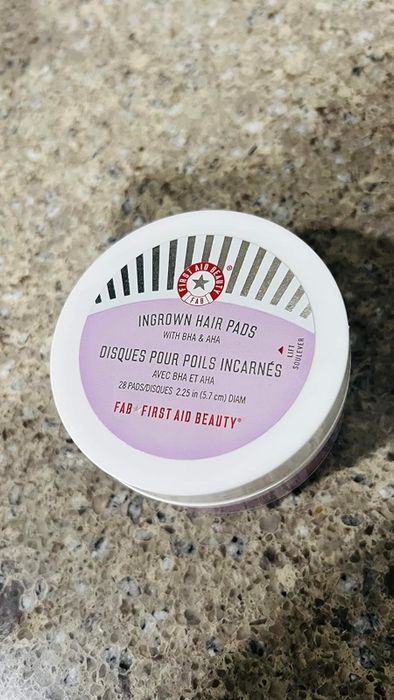 FIRST AID BEAUTY
FAB
®
INGROWN HAIR PADS
WITH BHA & AHA
DISQUES POUR POILS INCARNÉS
AVEC BHA ET AHA
28 PADS/DISQUES 2.25 in (5.7 cm) DIAM
FAB FIRST AID BEAUTY®
LIFT
SOULEVER